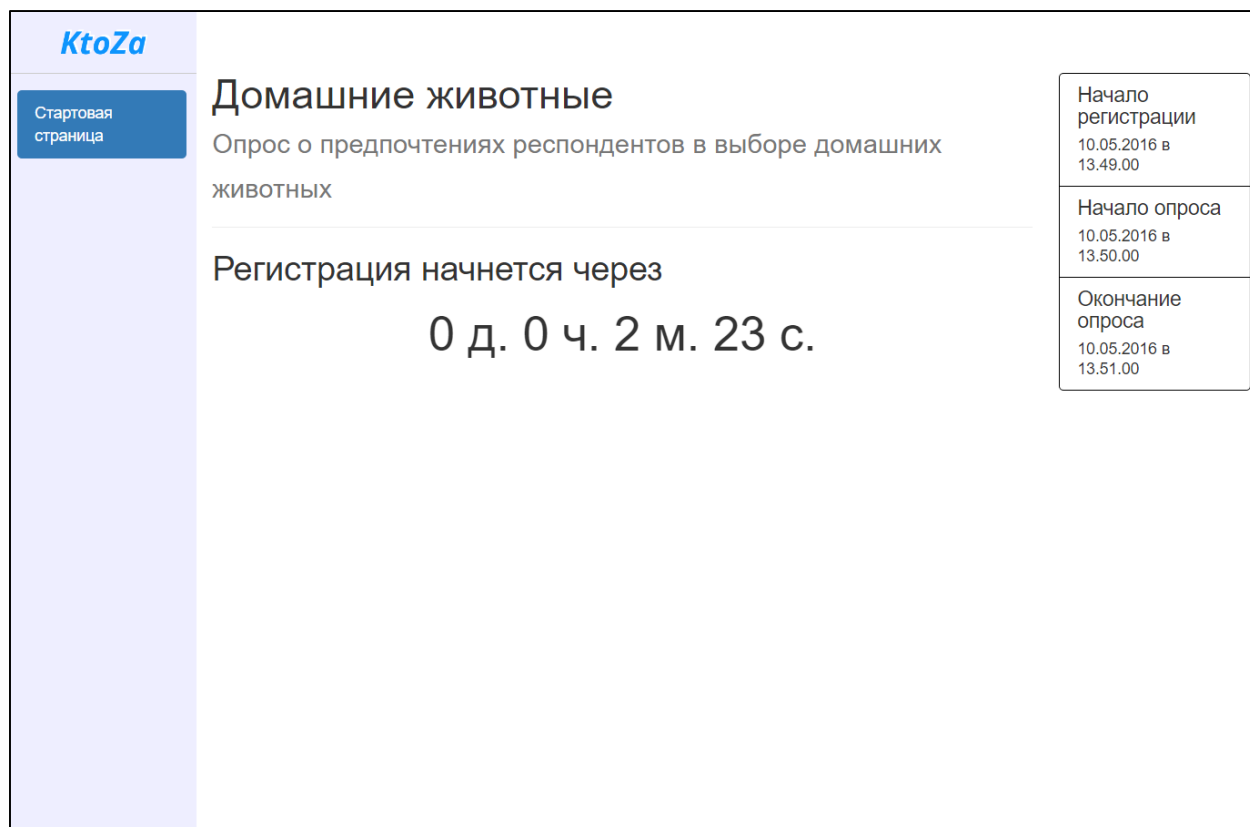 KtoZa
Стартовая
страница
Домашние животные
Опрос о предпочтениях респондентов в выборе домашних
животных
Регистрация начнется через
0 д. 0 ч. 2 м. 23 с.
Начало
регистрации
10.05.2016 в
13.49.00
Начало опроса
10.05.2016 в
13.50.00
Окончание
опроса
10.05.2016 в
13.51.00